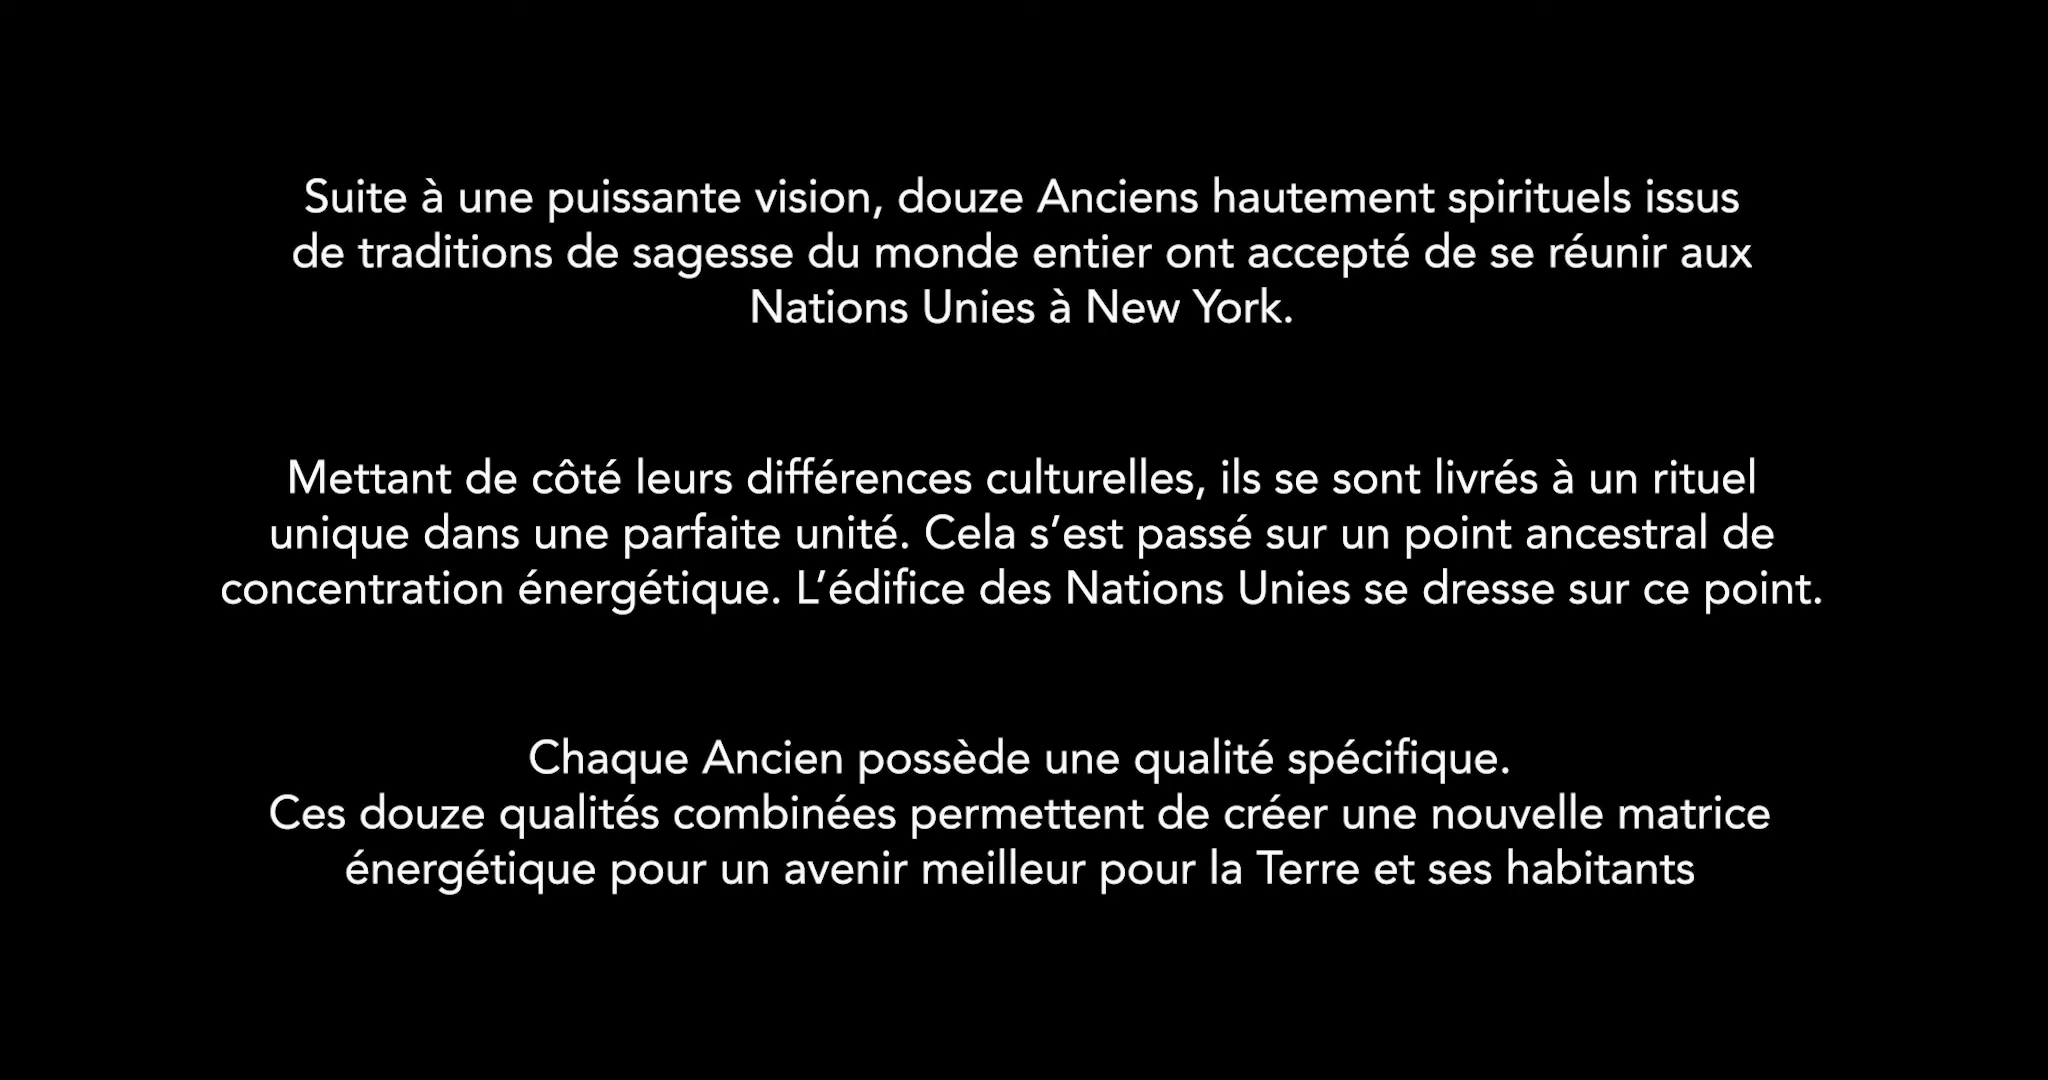 Suite à une puissante vision, douze Anciens hautement spirituels issus
de traditions de sagesse du monde entier ont accepté de se réunir aux
Nations Unies à New York.
Mettant de côté leurs différences culturelles, ils se sont livrés à un rituel
unique dans une parfaite unité. Cela s’est passé sur un point ancestral de
concentration énergétique. L’édifice des Nations Unies se dresse sur ce point.
Chaque Ancien possède une qualité spécifique.
Ces douze qualités combinées permettent de créer une nouvelle matrice
énergétique pour un avenir meilleur pour la Terre et ses habitants